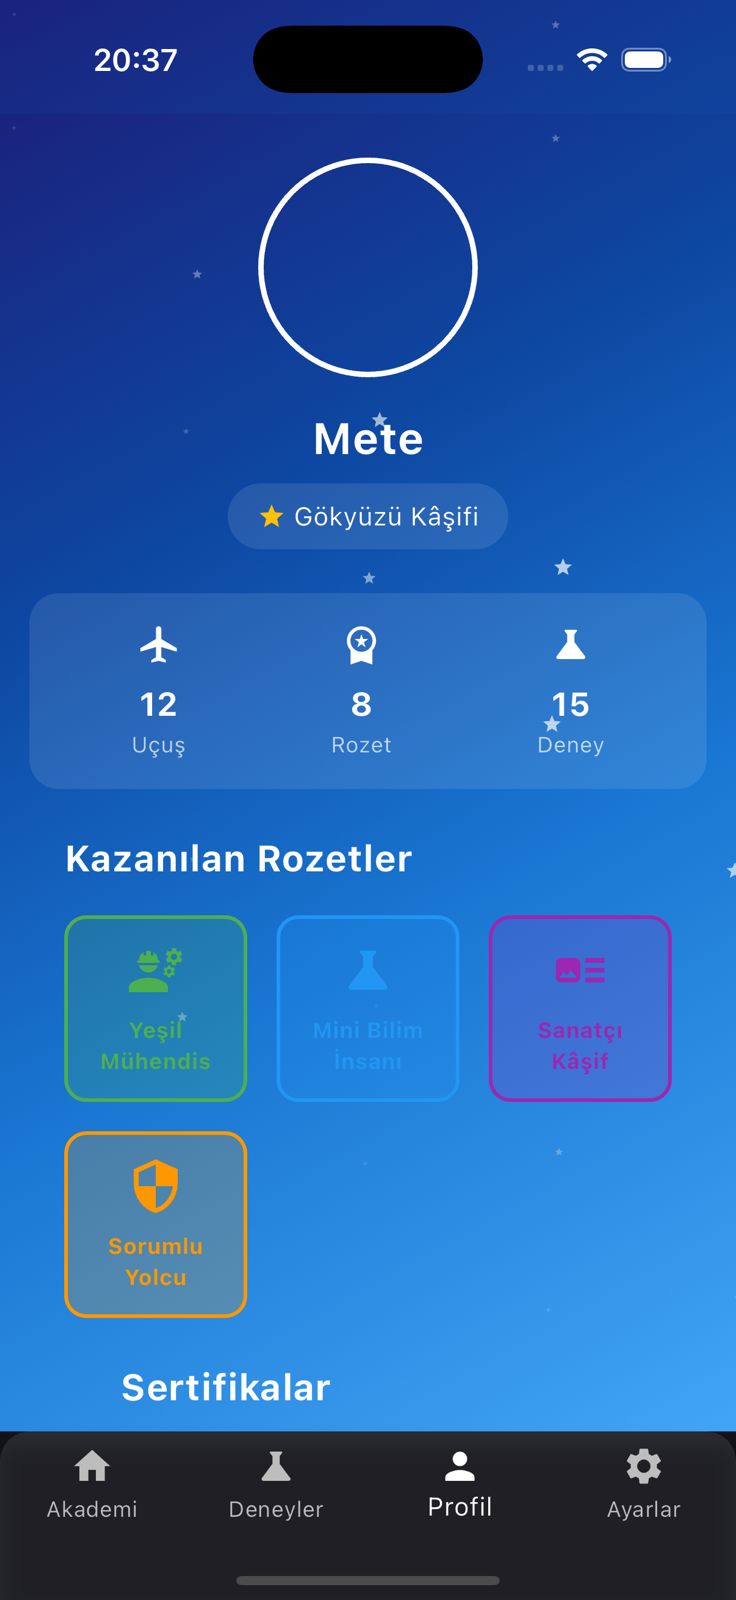 20:37
Mete
Gökyüzü Kâşifi
12
8
15
Uçuş
Rozet
Deney
Kazanılan Rozetler
Yeşil
Mühendis
Mini Bilim
İnsanı
Sanatçı
Kâşif
Sorumlu
Yolcu
Sertifikalar
Akademi
Deneyler
Profil
Ayarlar